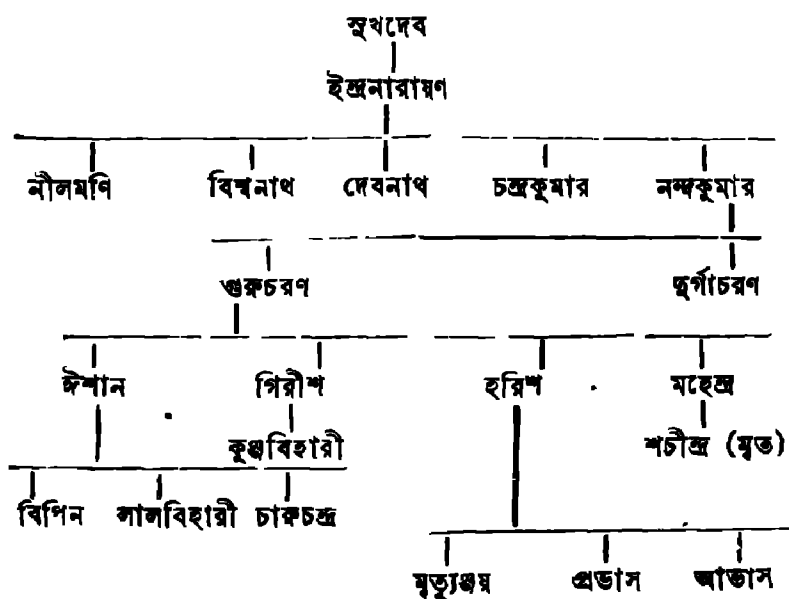 সুখদেব
ইন্দ্রনারায়ণ
নীলমণি বিশ্বনাথ দেবনাথ চন্দ্রকুমার নন্দকুমার
গুরুচরণ দুর্গাচরণ
ঈশান গিরীশ হরিশ মহেন্দ্র
কুঞ্জবিহারী শচীন্দ্র (মৃত)
বিপিন লালবিহারী চারুচন্দ্র
মৃত্যুঞ্জয় প্রভাস আভাস